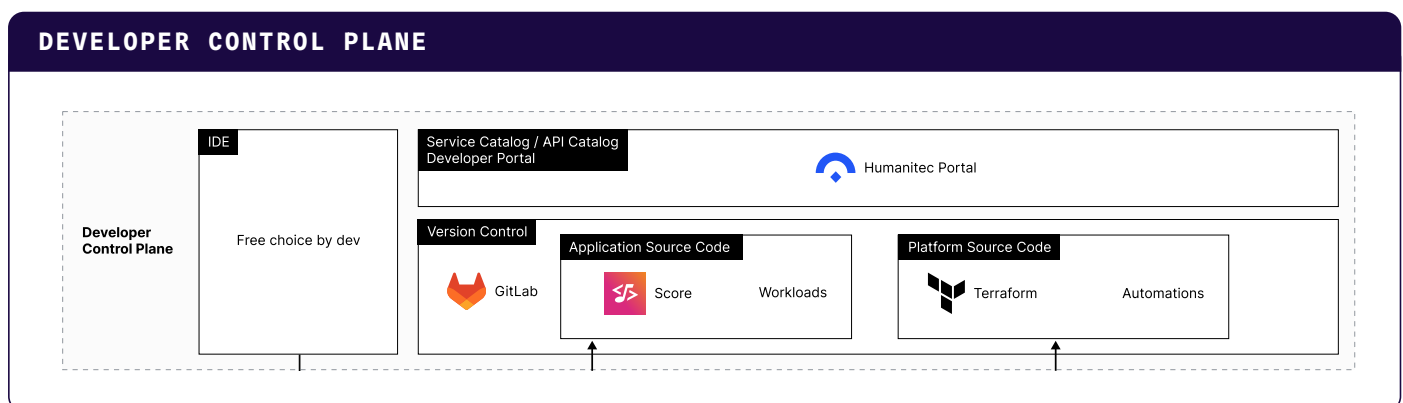 DEVELOPER CONTROL PLANE
Developer
Control Plane
IDE
Free choice by dev
Service Catalog / API Catalog
Developer Portal
Humanitec Portal
Version Control
GitLab
Application Source Code
Score
Workloads
Platform Source Code
Terraform
Automations